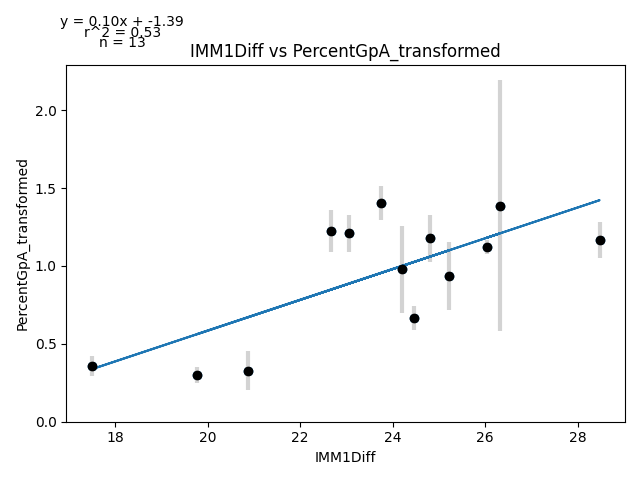 y = 0.10x + -1.39
r^2 = 0.53
n = 13
IMM1Diff vs PercentGpA_transformed
PercentGpA_transformed
2.0
1.5
1.0
0.5
0.0
18 20 22 24 26 28
IMM1Diff